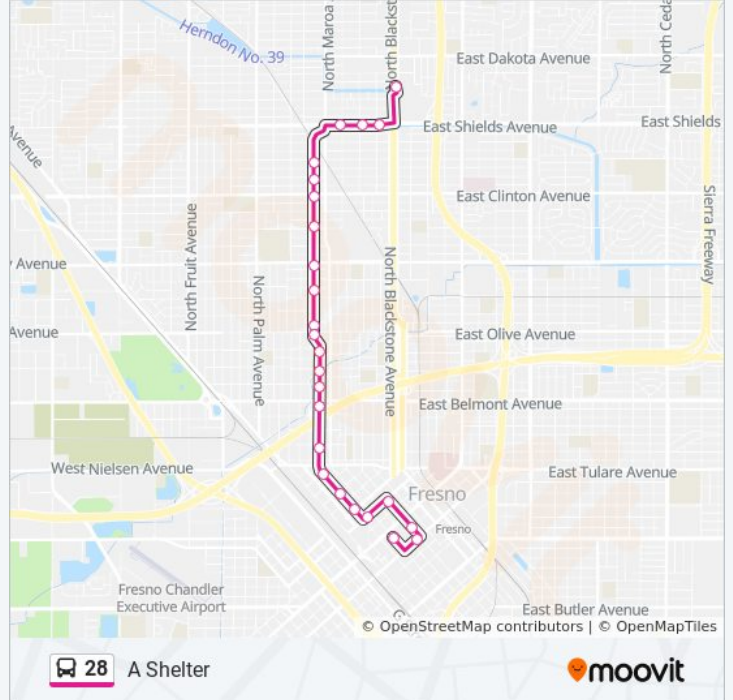 Herndon No. 39
North Maroa
North Blackst
North Ceda
East Dakota Avenue
East Shields Avenue
East Shields
Avenue
East Clinton Avenue
Sierra Freeway
North Fruit Avenue
Avenue
North Palm Avenue
North Blackstone Avenue
Avenue
East Olive Avenue
East Belmont Avenue
West Nielsen Avenue
East Tulare Avenue
Fresno
Fresno
Fresno Chandler
Executive Airport
East Butler Avenue
© OpenStreetMap contributors | © OpenMapTiles
28 A Shelter
moovit